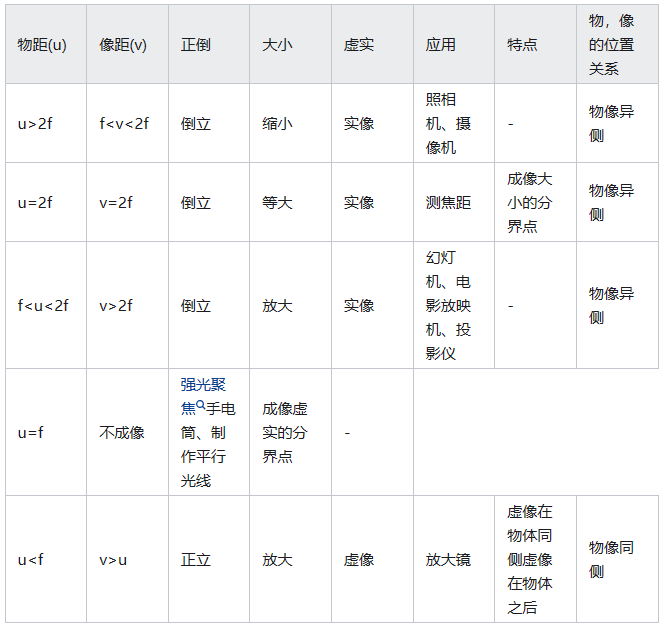 物距(u)
像距(v)
正倒
大小
虚实
应用
特点
物，像
的位置
关系
u>2f
f<v<2f
倒立
缩小
实像
照相
机、摄
像机
-
物像异
侧
u=2f
v=2f
倒立
等大
实像
测焦距
成像大
小的分
界点
物像异
侧
f<u<2f
v>2f
倒立
放大
实像
幻灯
机、电
影放映
机、投
影仪
-
物像异
侧
u=f
不成像
强光聚
焦手电
筒、制
作平行
光线
成像虚
实的分
界点
-
u<f
v>u
正立
放大
虚像
放大镜
虚像在
物体同
侧虚像
在物体
之后
物像同
侧